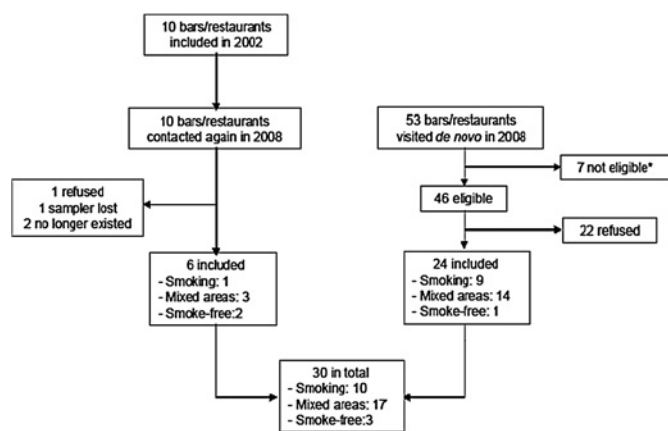 10 bars/restaurants
included in 2002
10 bars/restaurants
contacted again in 2008
53 bars/restaurants
visited de novo in 2008
7 not eligible*
1 refused
1 sampler lost
2 no longer existed
46 eligible
22 refused
6 included
- Smoking: 1
- Mixed areas: 3
- Smoke-free:2
24 included
- Smoking: 9
- Mixed areas: 14
- Smoke-free: 1
30 in total
- Smoking: 10
- Mixed areas: 17
- Smoke-free:3